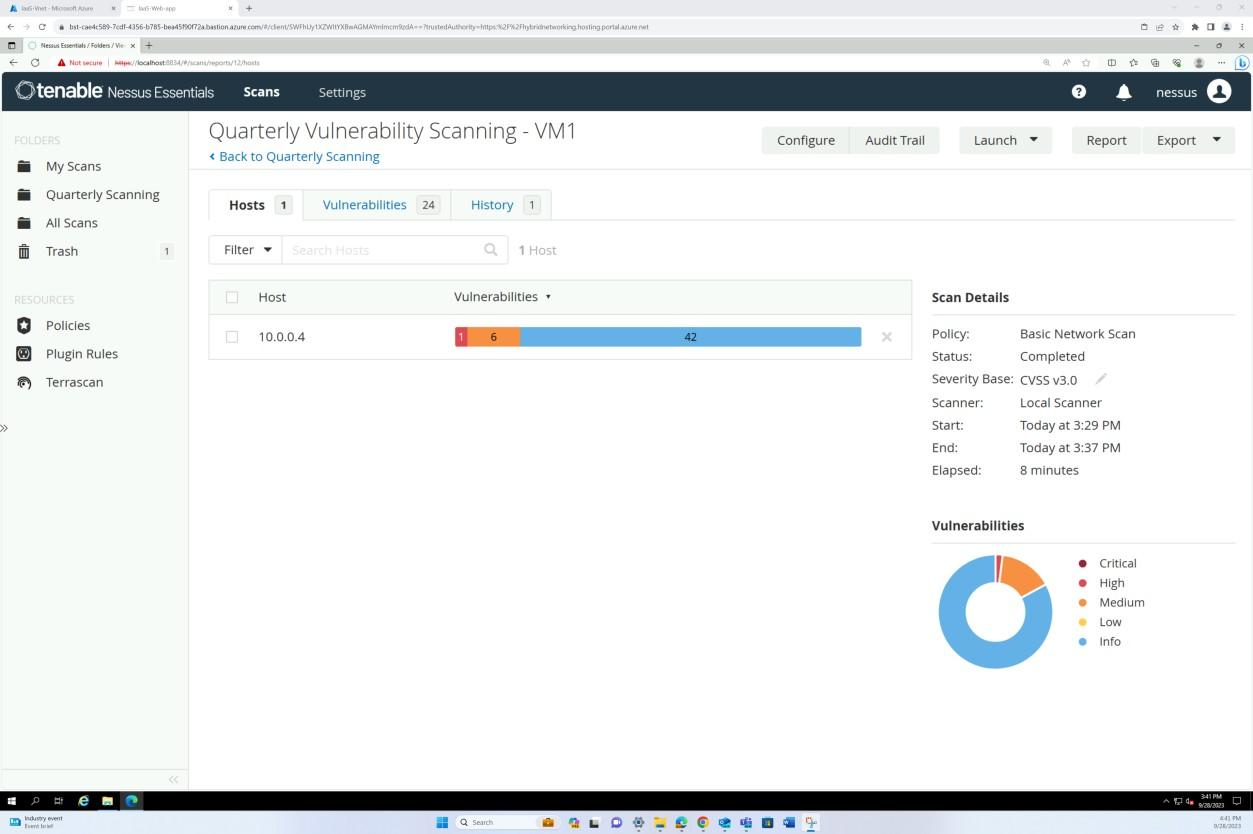 IaaS-Vnet - Microsoft Azure
IaaS-Web-app
Nessus Essentials / Folders / Vie
Not secure
https://localhost:8834/#/scans/reports/12/hosts
tenable Nessus Essentials
Scans
Settings
nessus
FOLDERS
My Scans
Quarterly Scanning
All Scans
Trash
1
RESOURCES
Policies
Plugin Rules
Terrascan
Quarterly Vulnerability Scanning - VM1
Back to Quarterly Scanning
Configure
Audit Trail
Launch
Report
Export
Hosts 1
Vulnerabilities 24
History 1
Filter
Search Hosts
1 Host
Host
Vulnerabilities
10.0.0.4
1
6
42
Scan Details
Policy: Basic Network Scan
Status: Completed
Severity Base: CVSS v3.0
Scanner: Local Scanner
Start: Today at 3:29 PM
End: Today at 3:37 PM
Elapsed: 8 minutes
Vulnerabilities
Critical
High
Medium
Low
Info
3:41 PM
9/28/2023
Industry event
Event brief
Search
4:41 PM
9/28/2023